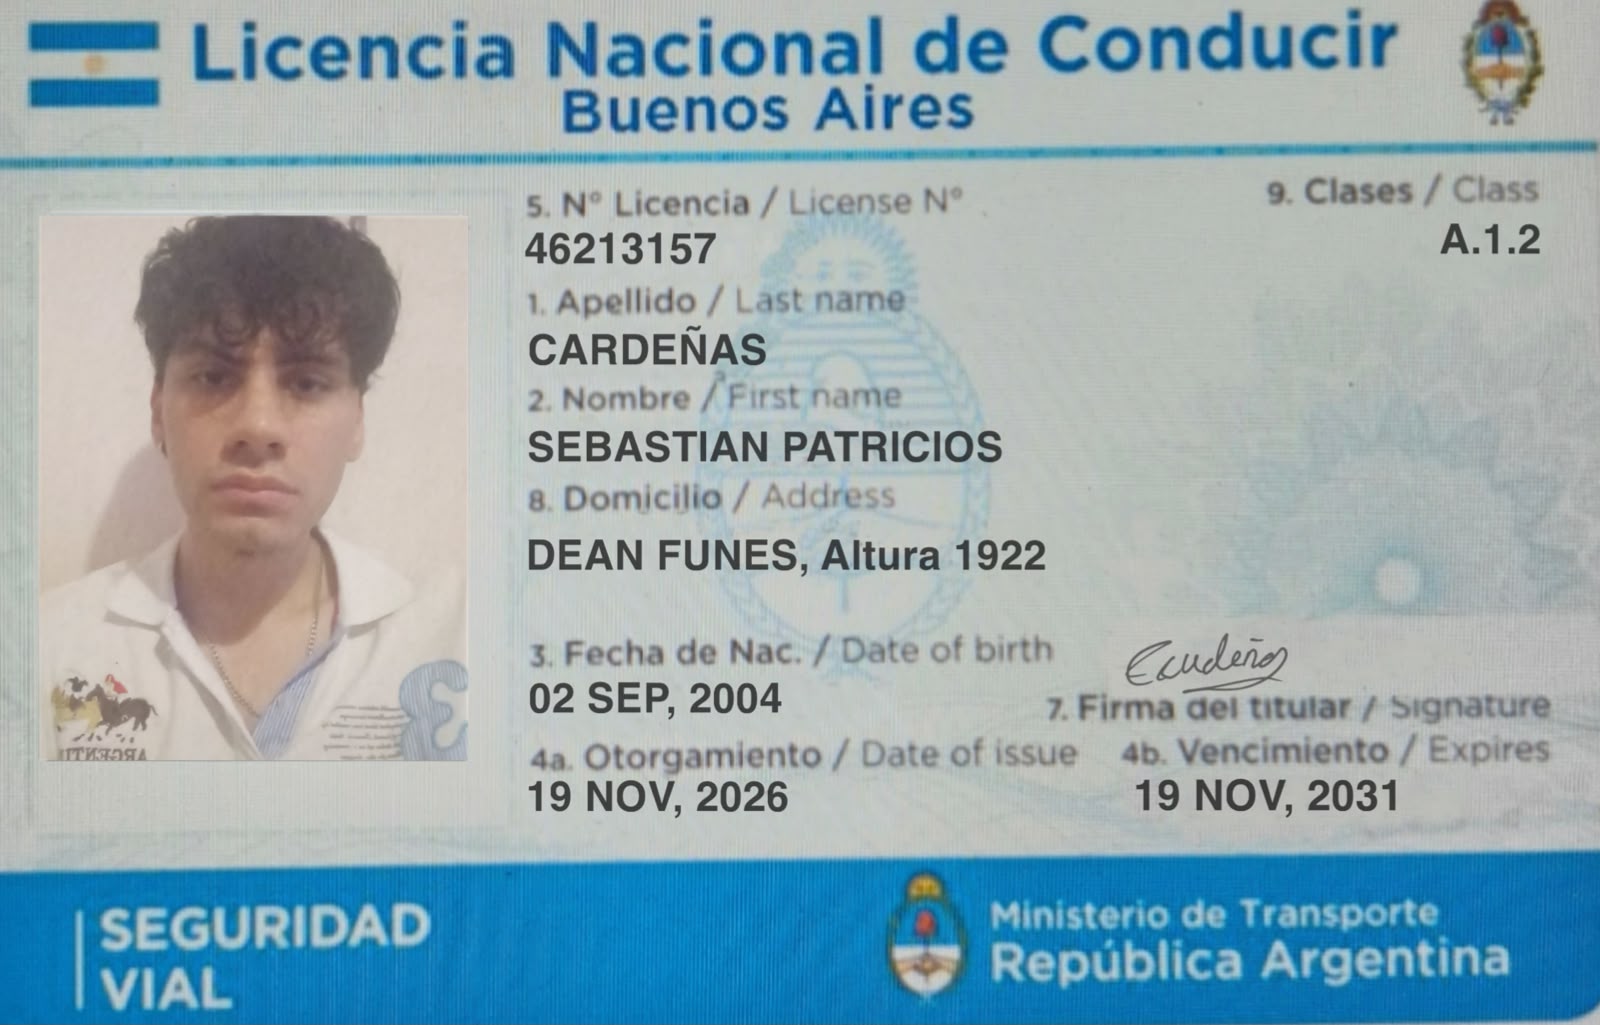 Licencia Nacional de Conducir
Buenos Aires
5. Nº Licencia / License Nº
9. Clases / Class
46213157
A.1.2
1. Apellido / Last name
CARDEÑAS
2. Nombre / First name
SEBASTIAN PATRICIOS
8. Domicilio / Address
DEAN FUNES, Altura 1922
3. Fecha de Nac. / Date of birth
02 SEP, 2004
7. Firma del titular / Signature
4a. Otorgamiento / Date of issue
4b. Vencimiento / Expires
19 NOV, 2026
19 NOV, 2031
SEGURIDAD
VIAL
Ministerio de Transporte
República Argentina